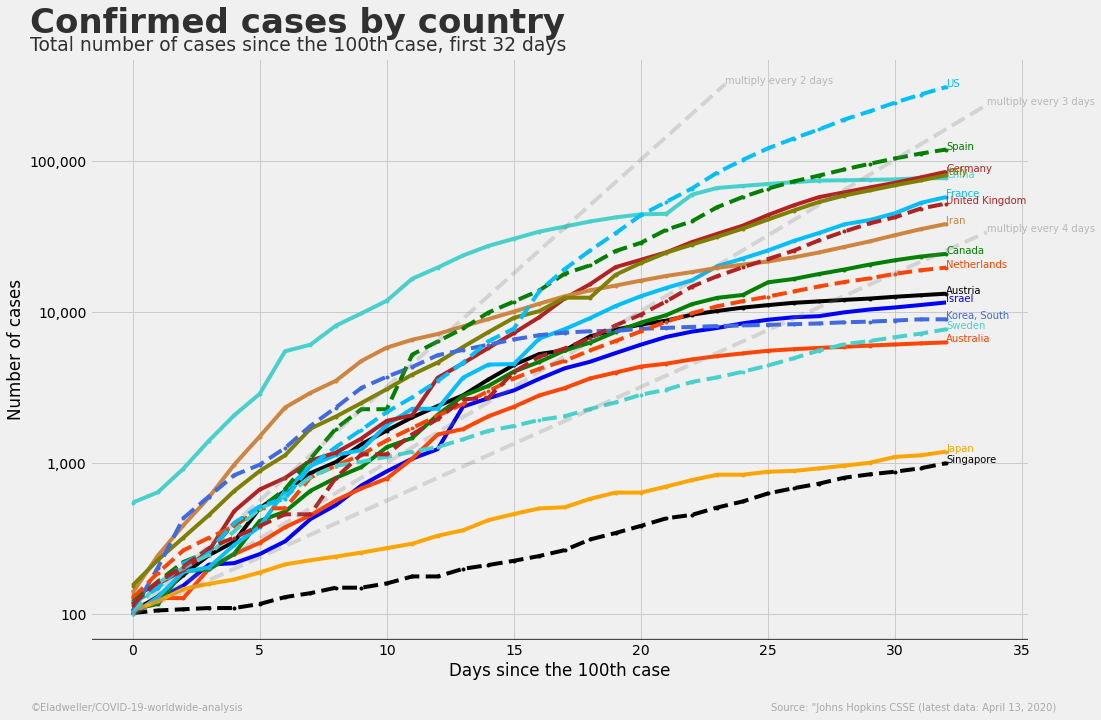 Confirmed cases by country
Total number of cases since the 100th case, first 32 days
multiply every 2 days
US
multiply every 3 days
100,000
Spain
Germany
China
France
United Kingdom
Iran
multiply every 4 days
Canada
Netherlands
Austria
Israel
10,000
Korea, South
Sweden
Australia
Number of cases
Japan
Singapore
1,000
100
0
5
10
15
20
25
30
35
Days since the 100th case
©Eladweller/COVID-19-worldwide-analysis
Source: "Johns Hopkins CSSE (latest data: April 13, 2020)